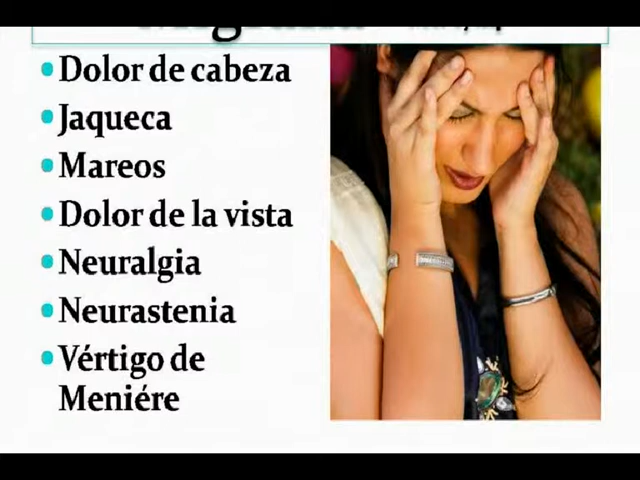 Dolor de cabeza
Jaqueca
Mareos
Dolor de la vista
Neuralgia
Neurastenia
Vértigo de
Meniére